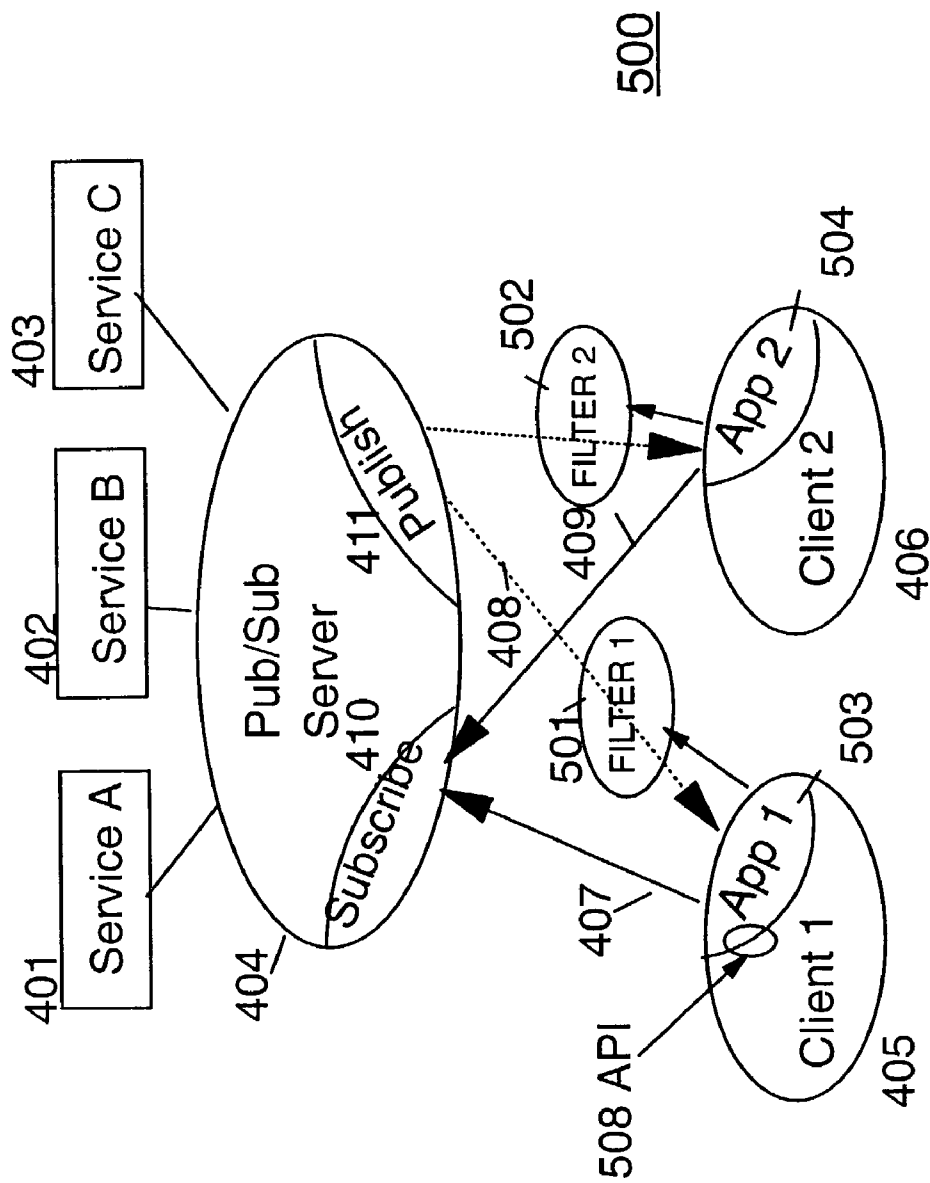 500
401
402
403
Service A
Service B
Service C
404
Pub/Sub
Server
410
411
Subscribe
Publish
407
408
409
501
502
FILTER 1
FILTER 2
508 API
App 1
503
App 2
504
Client 1
Client 2
405
406